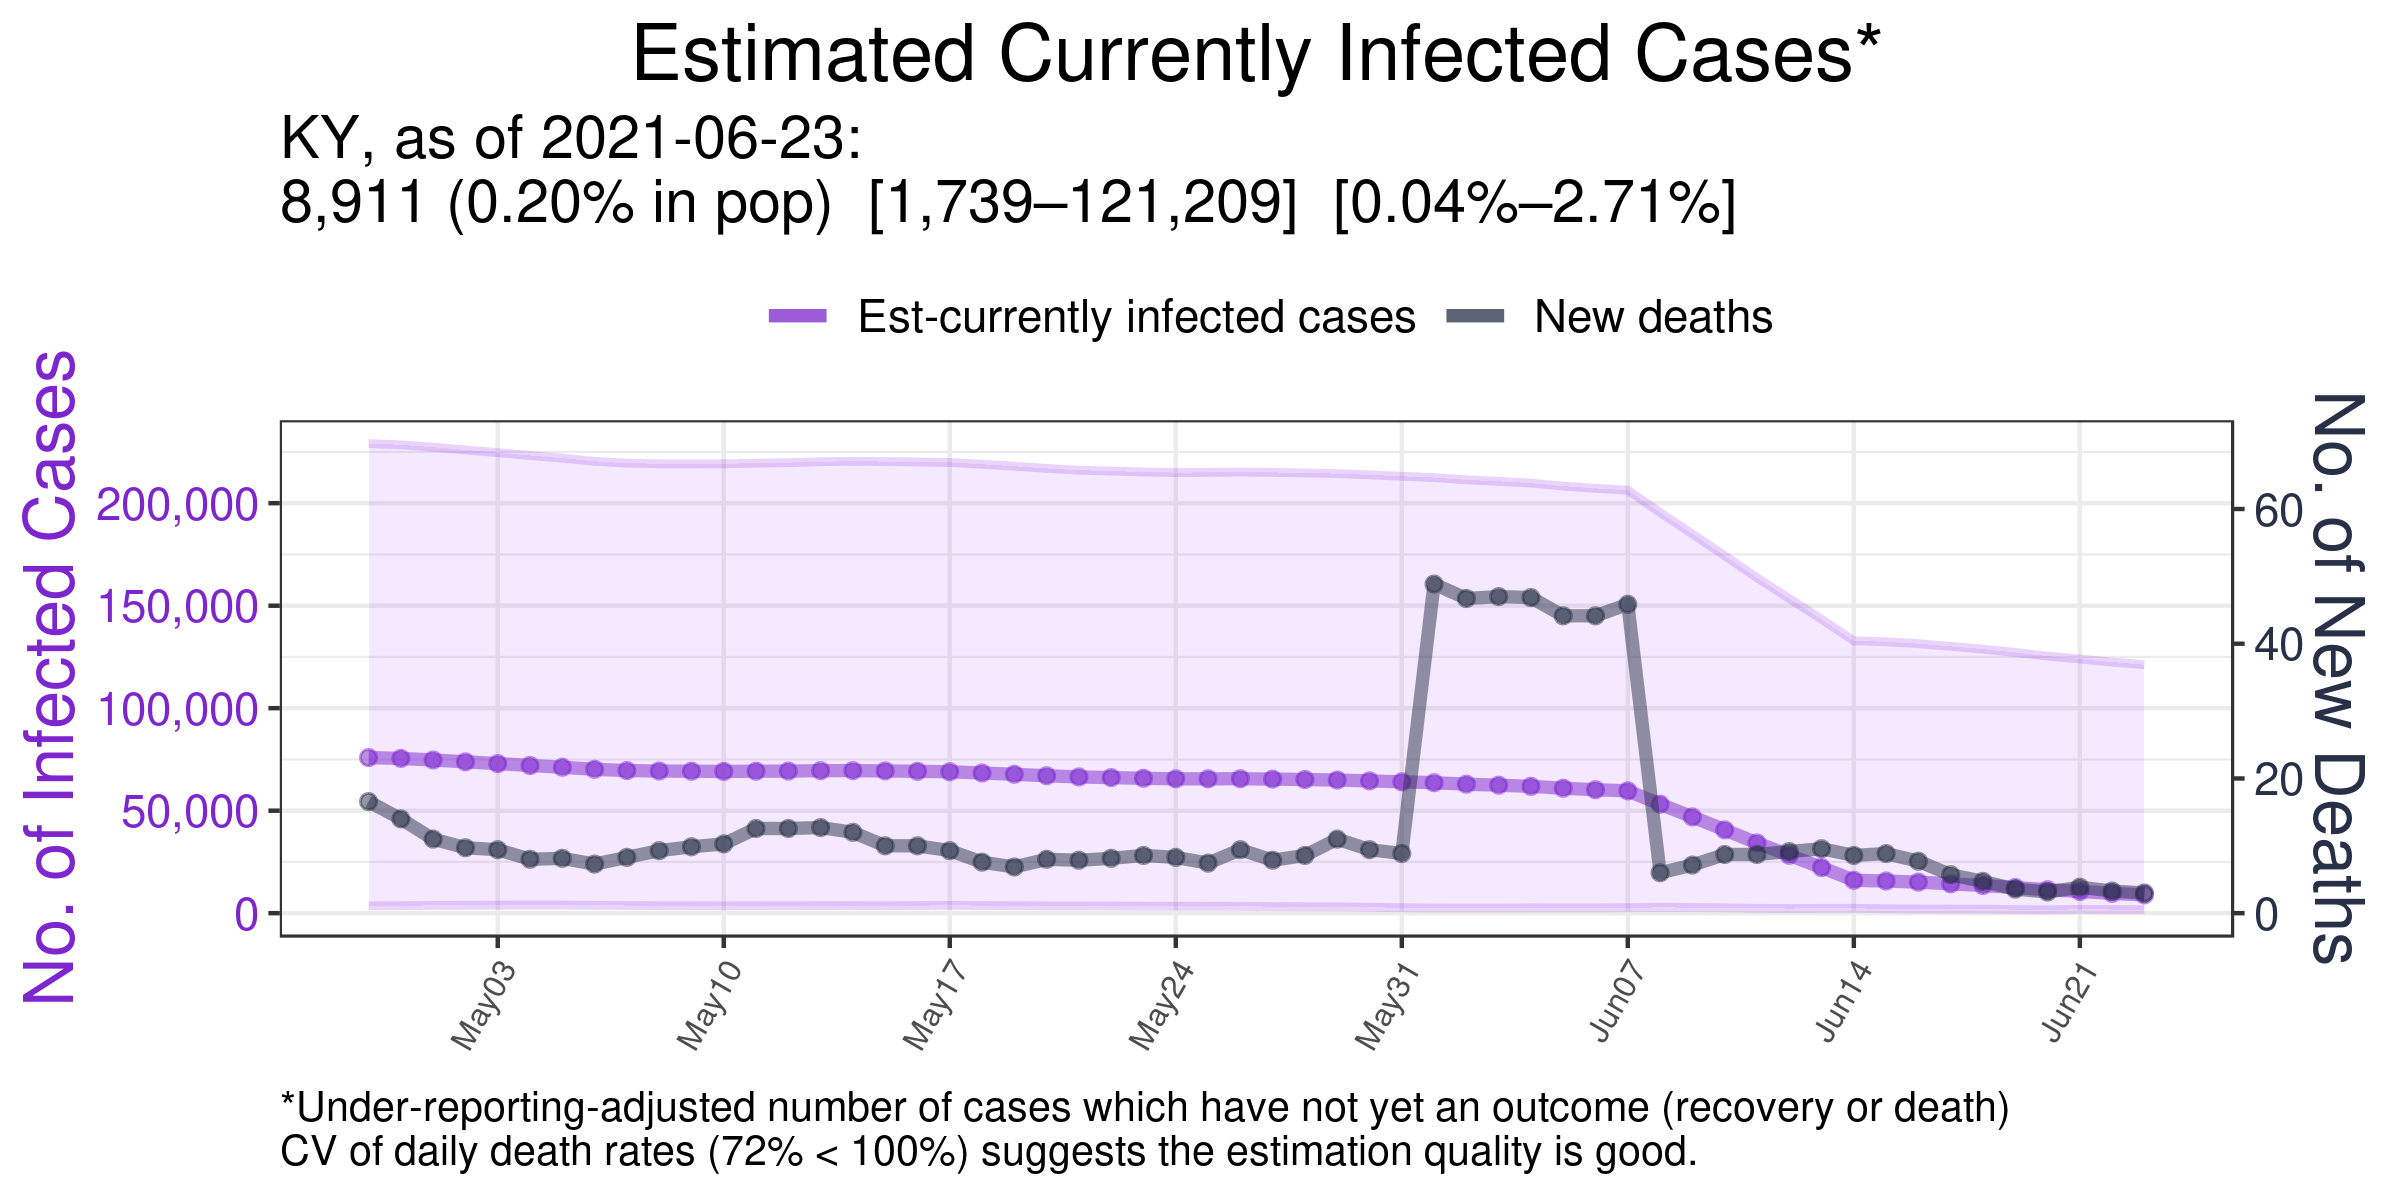 Estimated Currently Infected Cases*
KY, as of 2021-06-23:
8,911 (0.20% in pop) [1,739–121,209] [0.04%–2.71%]
Est-currently infected cases
New deaths
No. of Infected Cases
200,000
150,000
100,000
50,000
0
60
40
20
0
No. of New Deaths
May03
May10
May17
May24
May31
Jun07
Jun14
Jun21
*Under-reporting-adjusted number of cases which have not yet an outcome (recovery or death)
CV of daily death rates (72% < 100%) suggests the estimation quality is good.